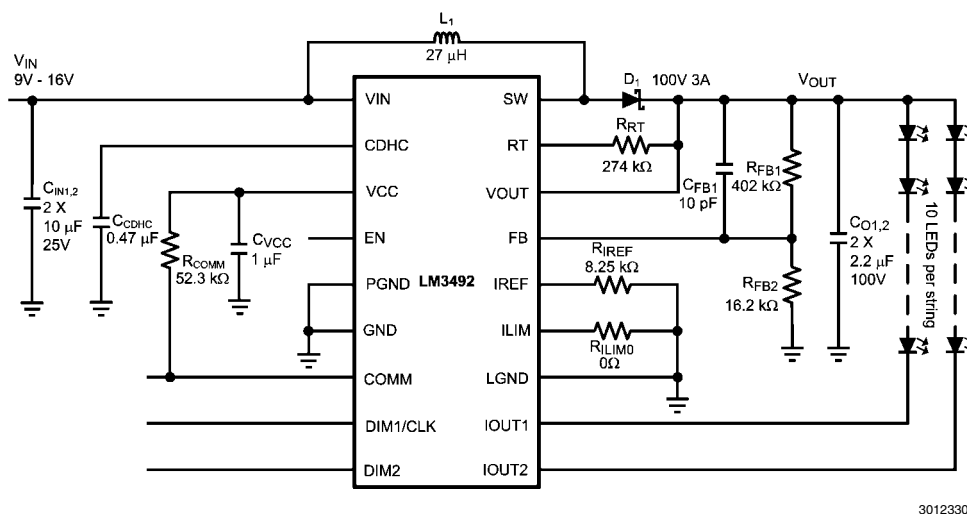 L1
27 μH
VIN
9V - 16V
D1 100V 3A
VOUT
VIN
SW
CDHC
RT
RRT
274 kΩ
VCC
VOUT
CFB1
10 pF
RFB1
402 kΩ
CIN1,2
2 X
10 μF
25V
CCDHC
0.47 μF
RCOMM
52.3 kΩ
CVCC
1 μF
EN
FB
RIREF
8.25 kΩ
CO1,2
2 X
2.2 μF
100V
10 LEDs per string
PGND
LM3492
IREF
RFB2
16.2 kΩ
GND
ILIM
RILIM0
0Ω
COMM
LGND
DIM1/CLK
IOUT1
DIM2
IOUT2
3012330